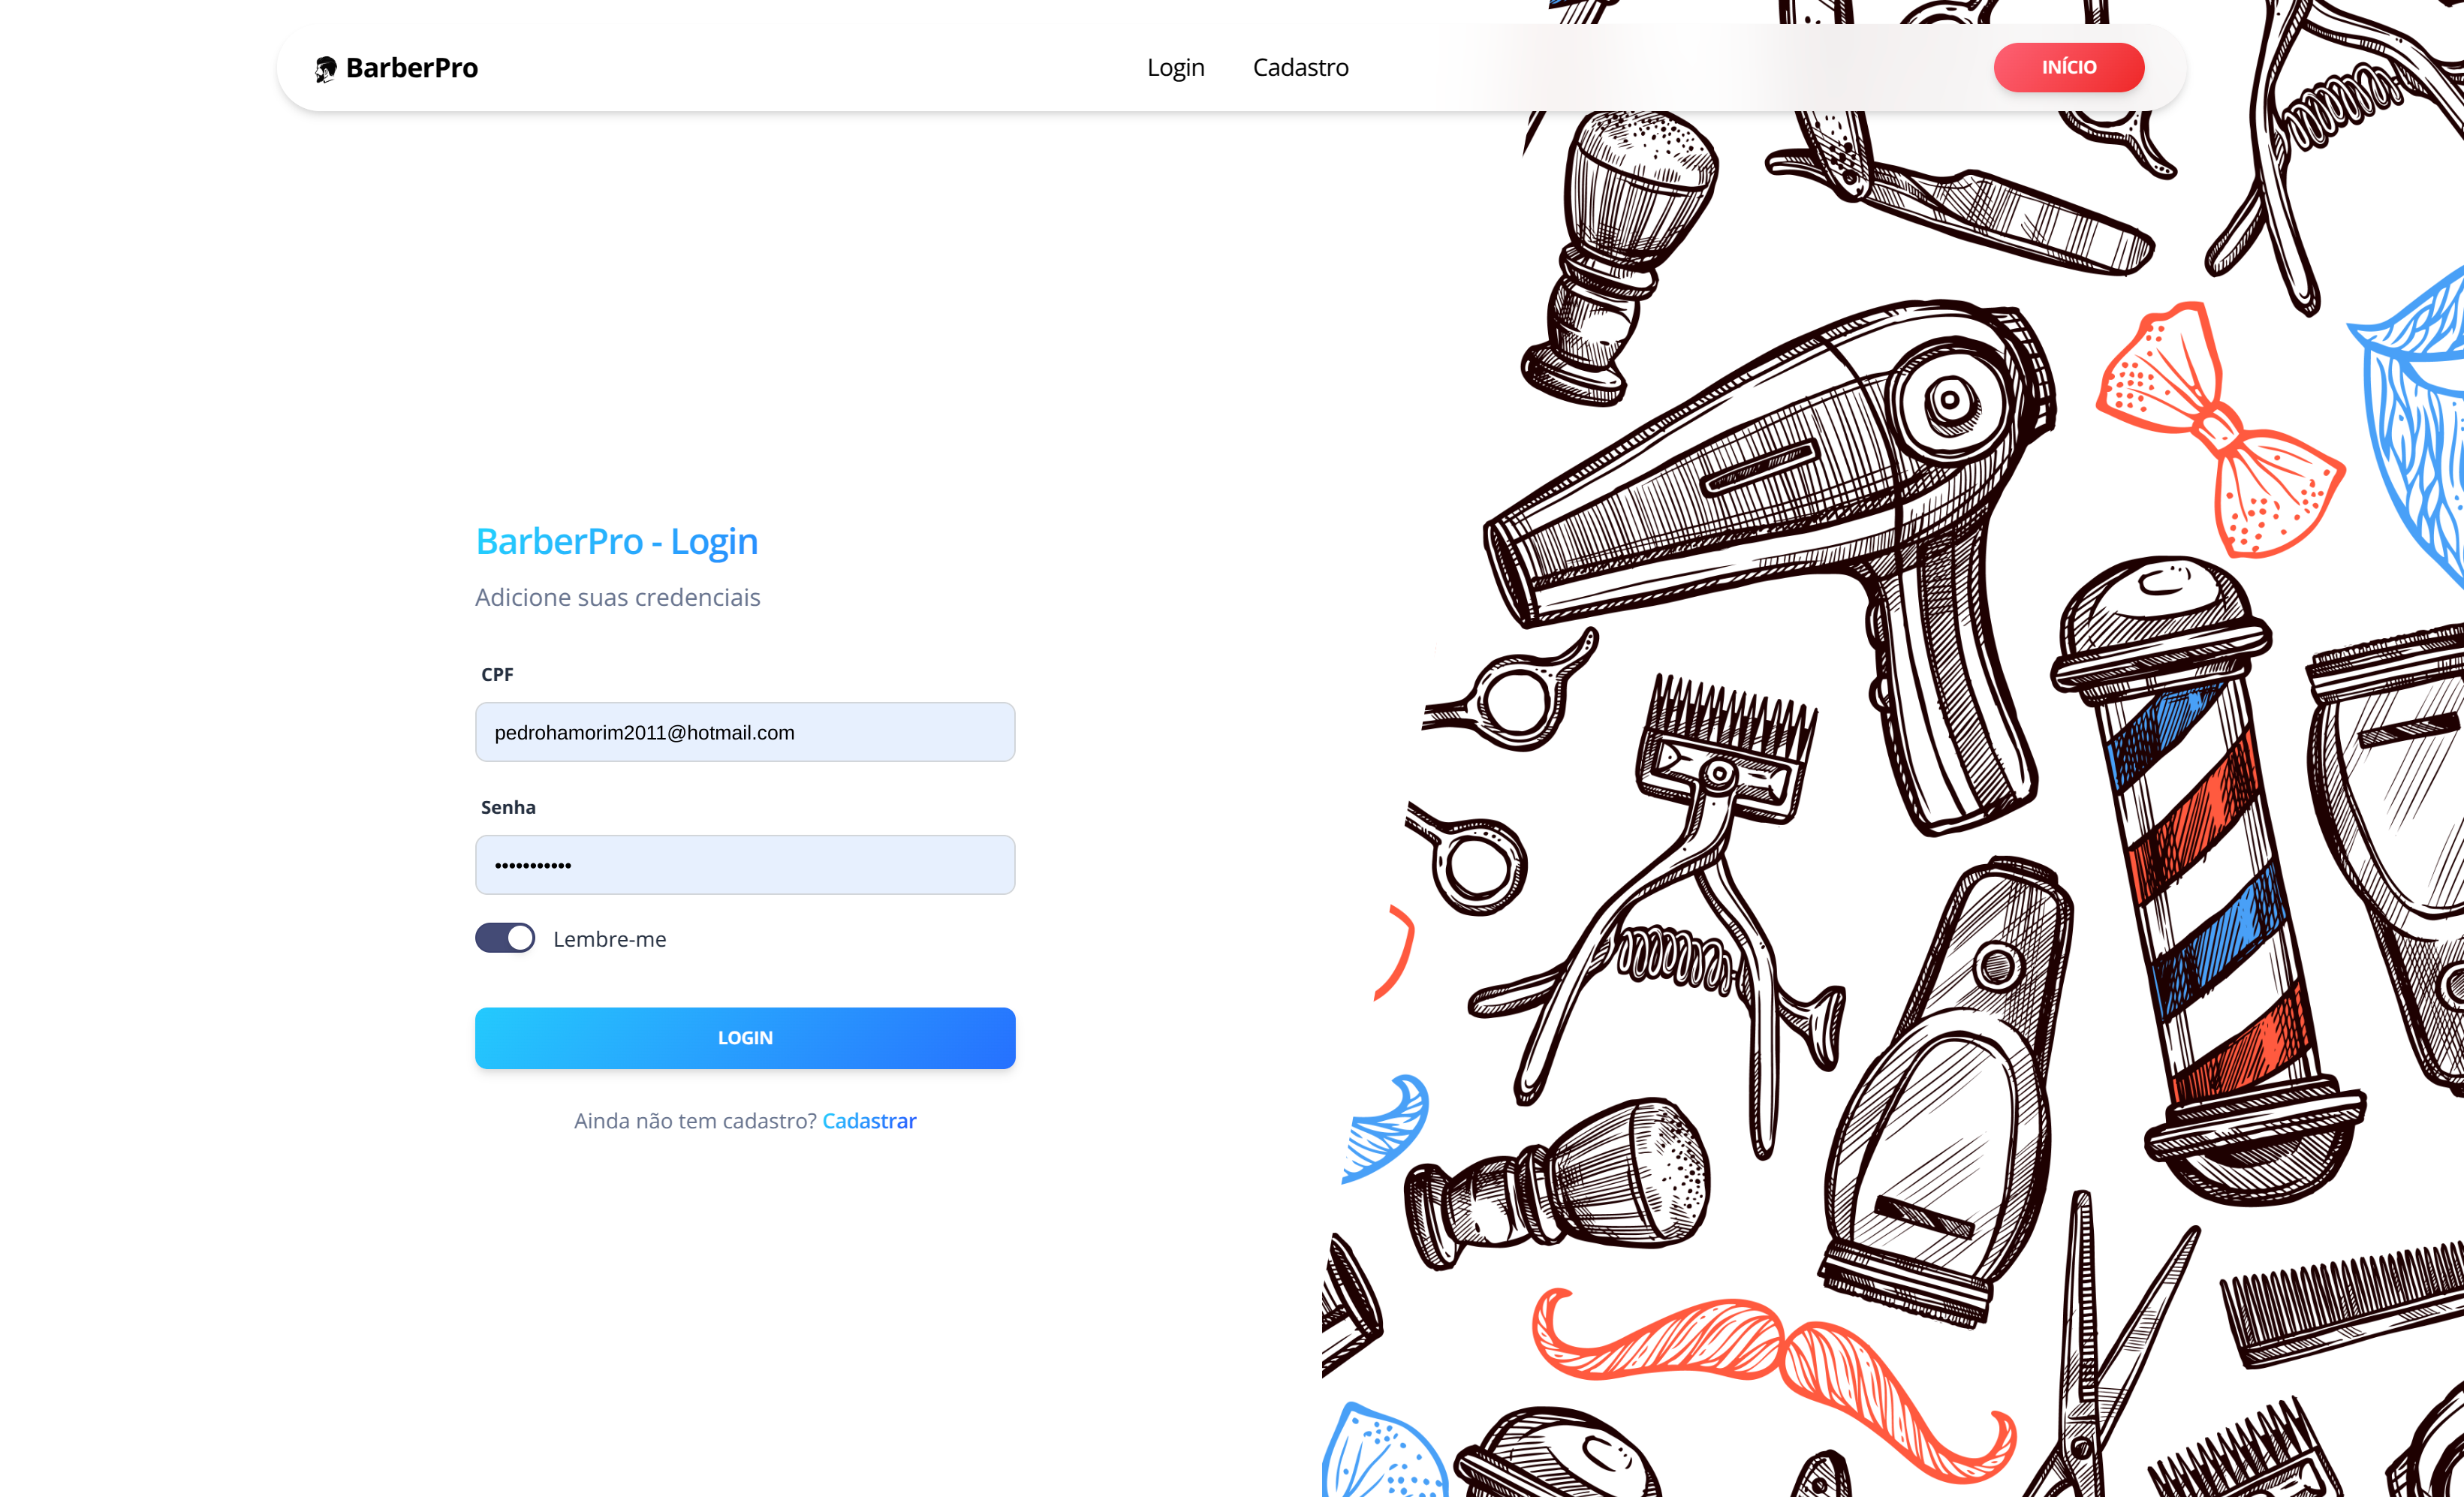 BarberPro
Login
Cadastro
INÍCIO
BarberPro - Login
Adicione suas credenciais
CPF
pedrohamorim2011@hotmail.com
Senha
•••••••••••
Lembre-me
LOGIN
Ainda não tem cadastro? Cadastrar